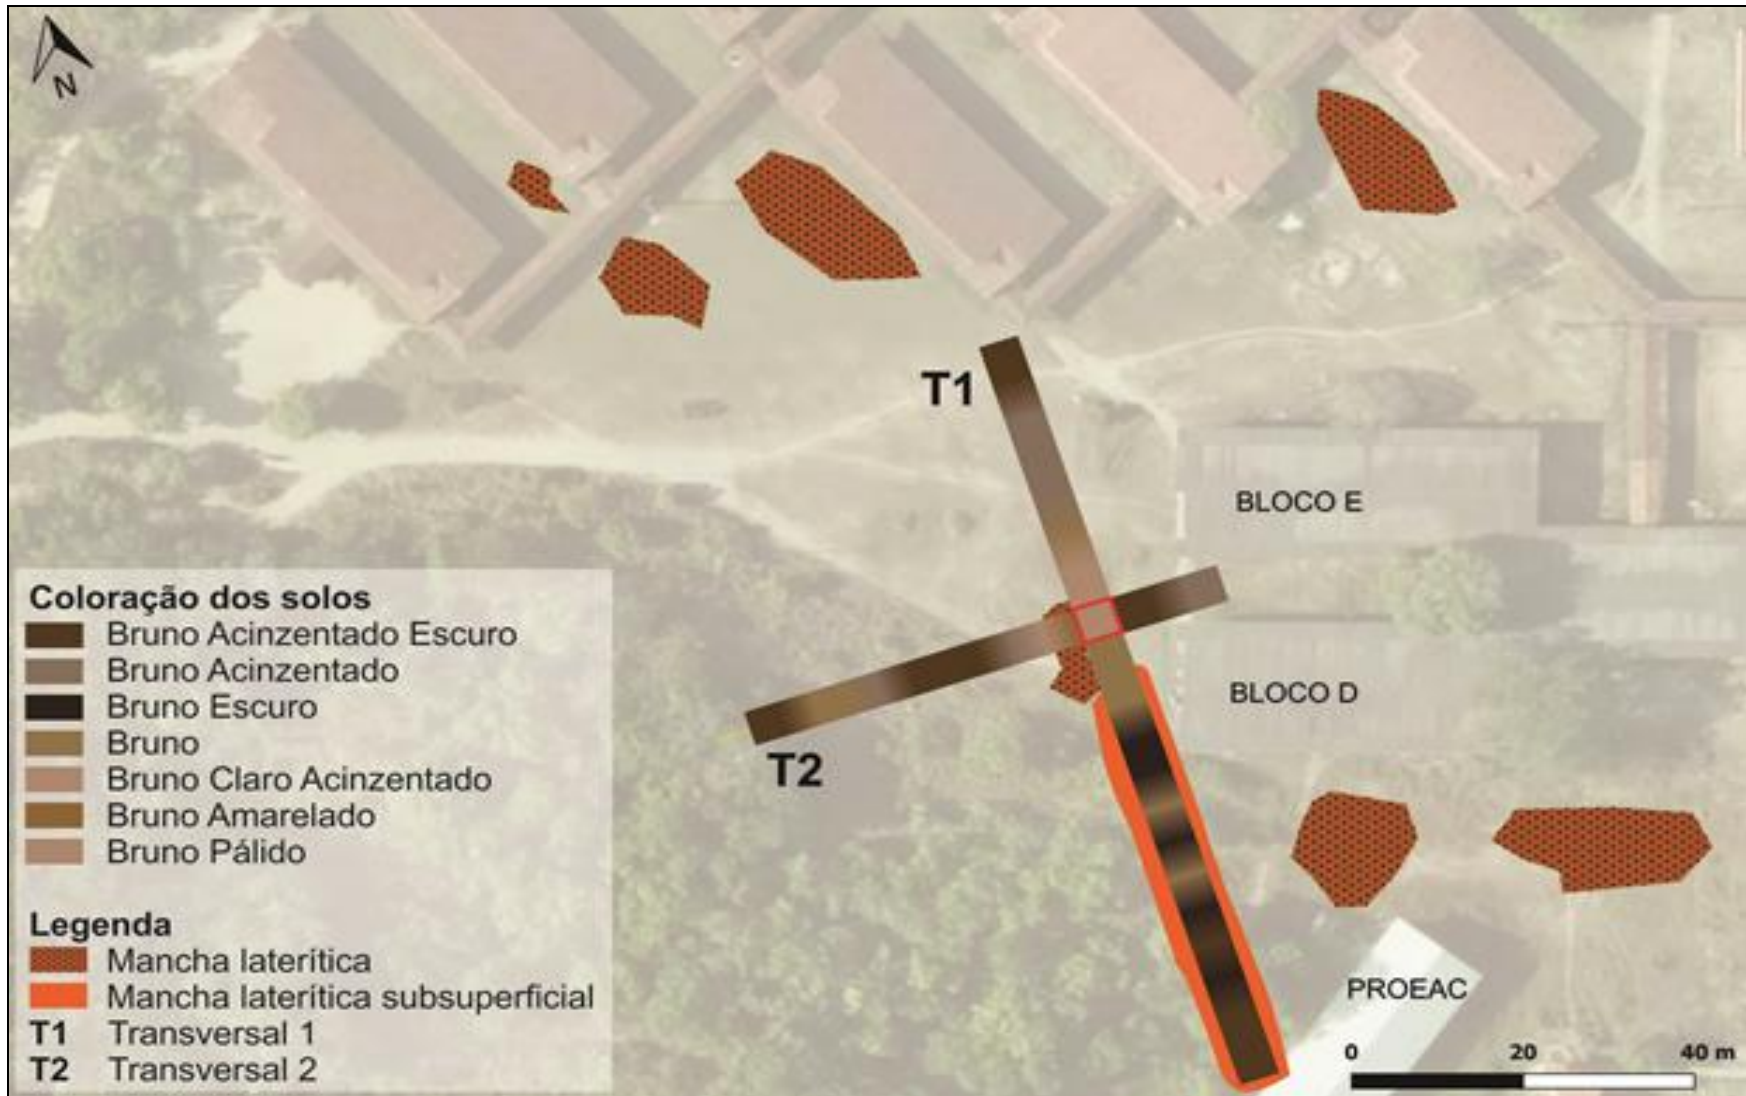 N
T1
BLOCO E
BLOCO D
T2
PROEAC
0 20 40 m
Coloração dos solos
Bruno Acinzentado Escuro
Bruno Acinzentado
Bruno Escuro
Bruno
Bruno Claro Acinzentado
Bruno Amarelado
Bruno Pálido
Legenda
Mancha laterítica
Mancha laterítica subsuperficial
T1 Transversal 1
T2 Transversal 2